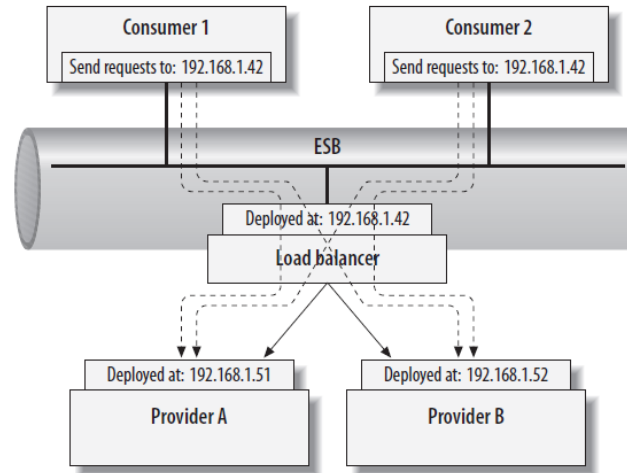 Consumer 1
Send requests to: 192.168.1.42
Consumer 2
Send requests to: 192.168.1.42
ESB
Deployed at: 192.168.1.42
Load balancer
Deployed at: 192.168.1.51
Provider A
Deployed at: 192.168.1.52
Provider B